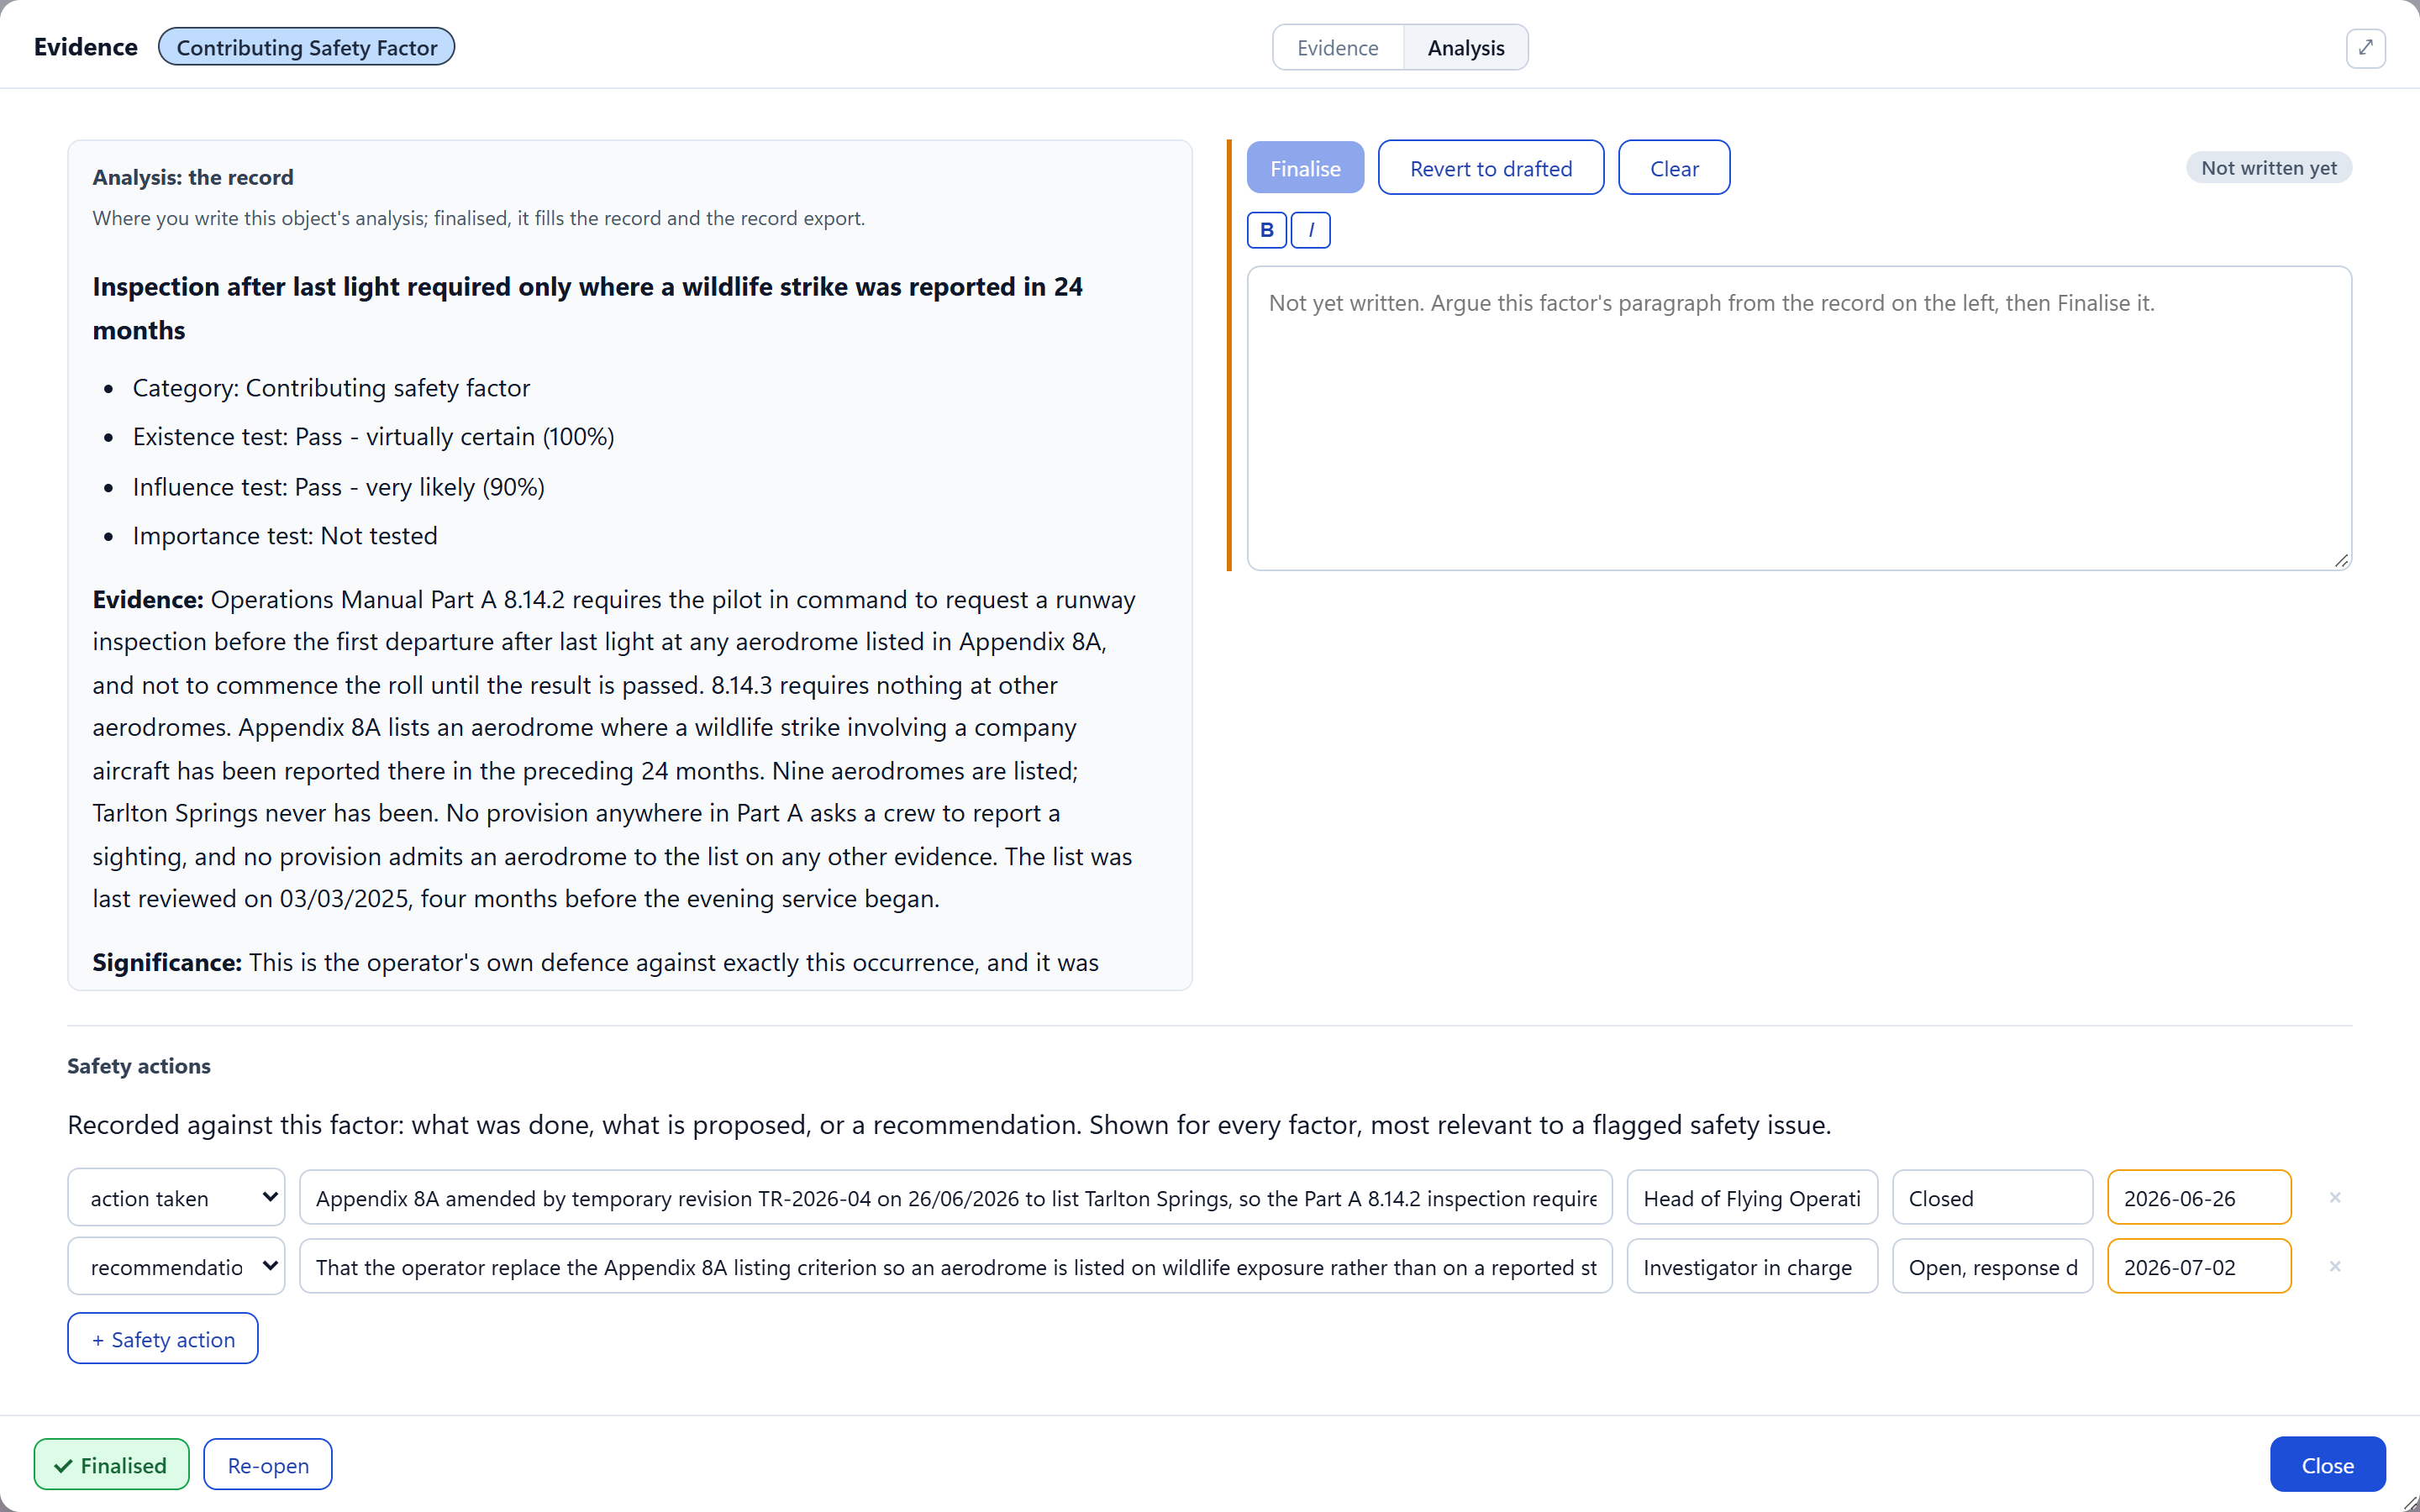 Evidence Contributing Safety Factor Evidence Analysis
Analysis: the record
Where you write this object's analysis; finalised, it fills the record and the record export.
Inspection after last light required only where a wildlife strike was reported in 24
months
• Category: Contributing safety factor
• Existence test: Pass - virtually certain (100%)
• Influence test: Pass - very likely (90%)
• Importance test: Not tested
Evidence: Operations Manual Part A 8.14.2 requires the pilot in command to request a runway
inspection before the first departure after last light at any aerodrome listed in Appendix 8A,
and not to commence the roll until the result is passed. 8.14.3 requires nothing at other
aerodromes. Appendix 8A lists an aerodrome where a wildlife strike involving a company
aircraft has been reported there in the preceding 24 months. Nine aerodromes are listed;
Tarlton Springs never has been. No provision anywhere in Part A asks a crew to report a
sighting, and no provision admits an aerodrome to the list on any other evidence. The list was
last reviewed on 03/03/2025, four months before the evening service began.
Significance: This is the operator's own defence against exactly this occurrence, and it was
Finalise Revert to drafted Clear Not written yet
B I
Not yet written. Argue this factor's paragraph from the record on the left, then Finalise it.
Safety actions
Recorded against this factor: what was done, what is proposed, or a recommendation. Shown for every factor, most relevant to a flagged safety issue.
action taken Appendix 8A amended by temporary revision TR-2026-04 on 26/06/2026 to list Tarlton Springs, so the Part A 8.14.2 inspection require Head of Flying Operati Closed 2026-06-26 ×
recommendatio That the operator replace the Appendix 8A listing criterion so an aerodrome is listed on wildlife exposure rather than on a reported st Investigator in charge Open, response d 2026-07-02 ×
+ Safety action
✓ Finalised Re-open Close